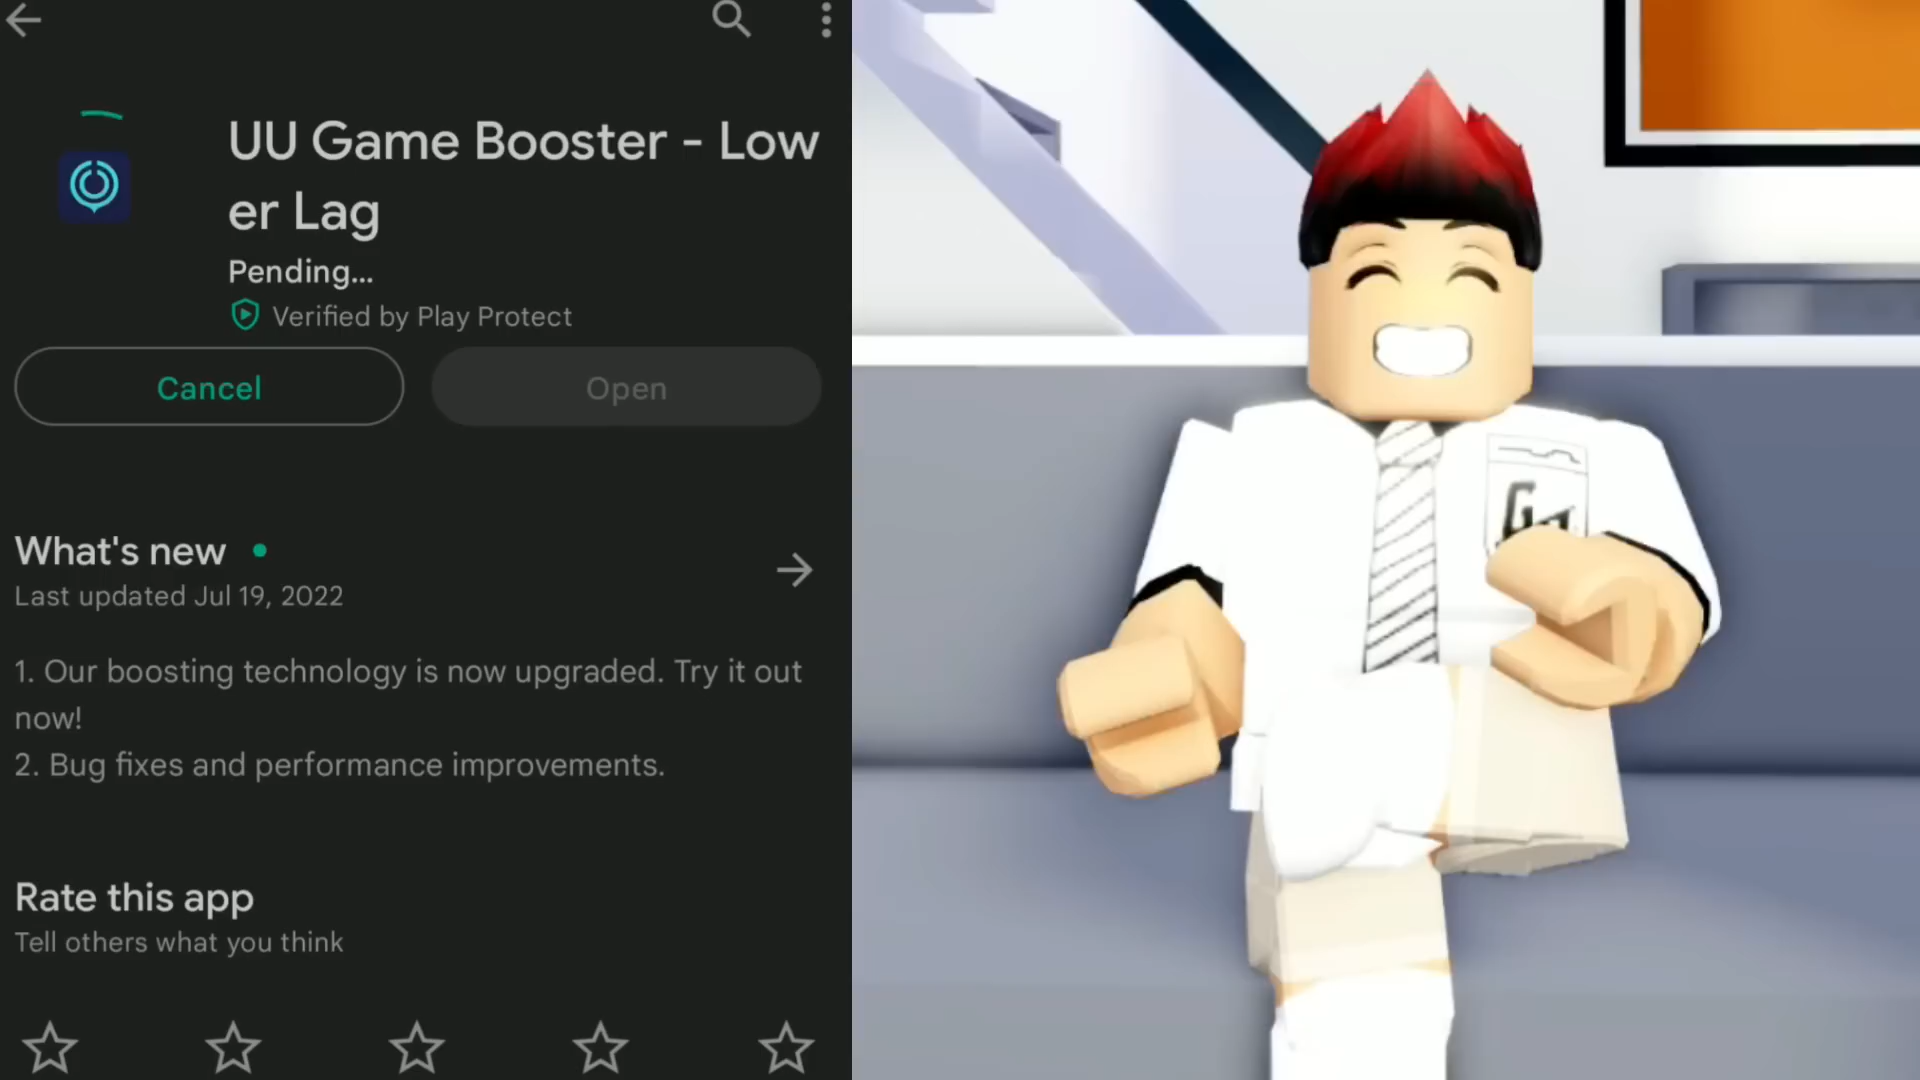 UU Game Booster - Low
er Lag
Pending...
Verified by Play Protect
Cancel
Open
What's new
Last updated Jul 19, 2022
1. Our boosting technology is now upgraded. Try it out
now!
2. Bug fixes and performance improvements.
Rate this app
Tell others what you think